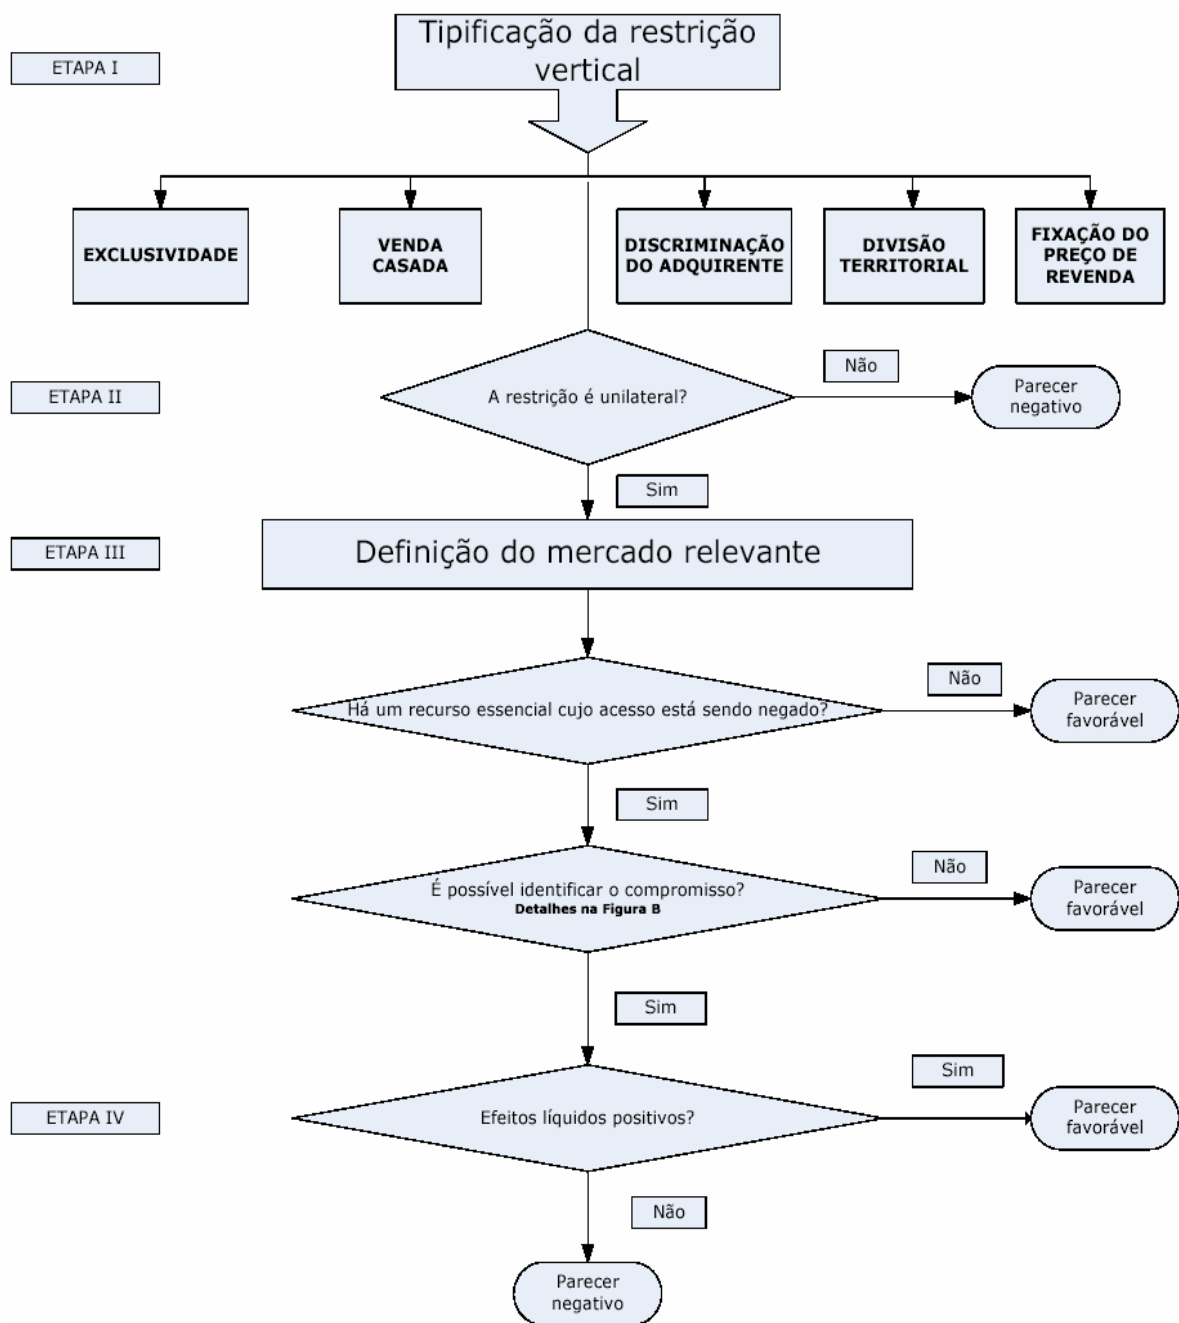 Tipificação da restrição
vertical
ETAPA I
EXCLUSIVIDADE
VENDA
CASADA
DISCRIMINAÇÃO
DO ADQUIRENTE
DIVISÃO
TERRITORIAL
FIXAÇÃO DO
PREÇO DE
REVENDA
ETAPA II
A restrição é unilateral?
Não
Parecer
negativo
Sim
ETAPA III
Definição do mercado relevante
Há um recurso essencial cujo acesso está sendo negado?
Não
Parecer
favorável
Sim
É possível identificar o compromisso?
Detalhes na Figura B
Não
Parecer
favorável
Sim
ETAPA IV
Efeitos líquidos positivos?
Sim
Parecer
favorável
Não
Parecer
negativo